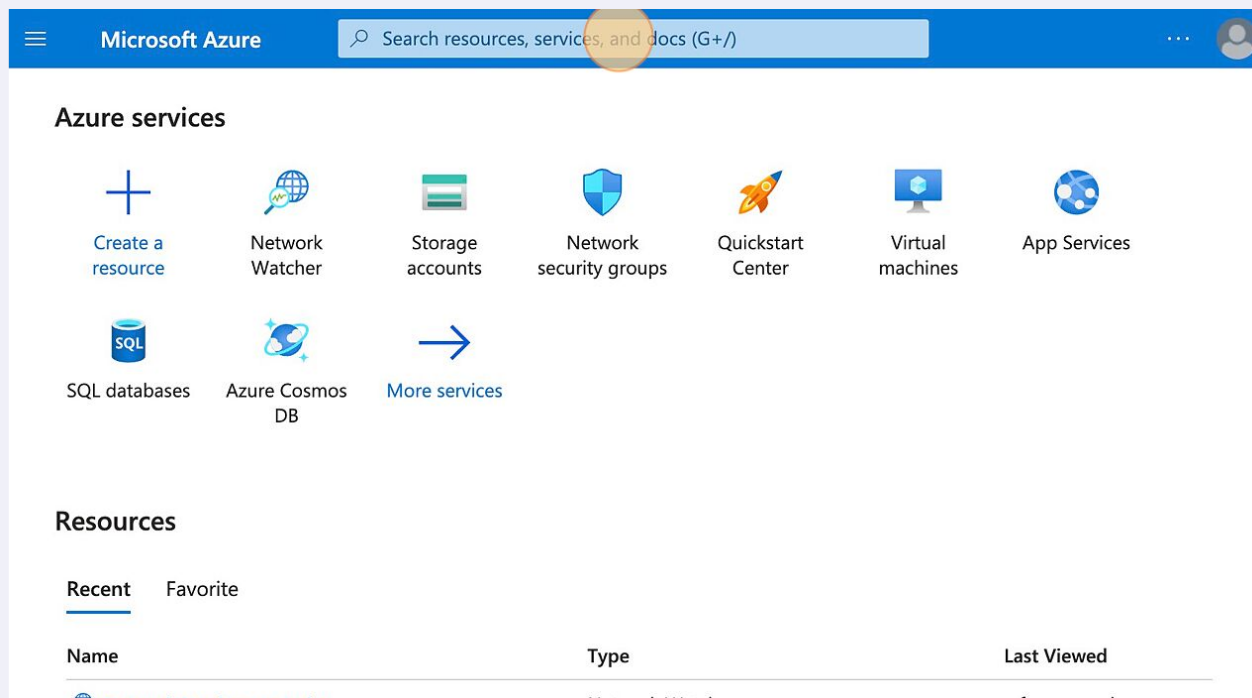 Microsoft Azure
Search resources, services, and docs (G+/)
...
Azure services
Create a resource
Network Watcher
Storage accounts
Network security groups
Quickstart Center
Virtual machines
App Services
SQL
SQL databases
Azure Cosmos DB
More services
Resources
Recent Favorite
Name Type Last Viewed